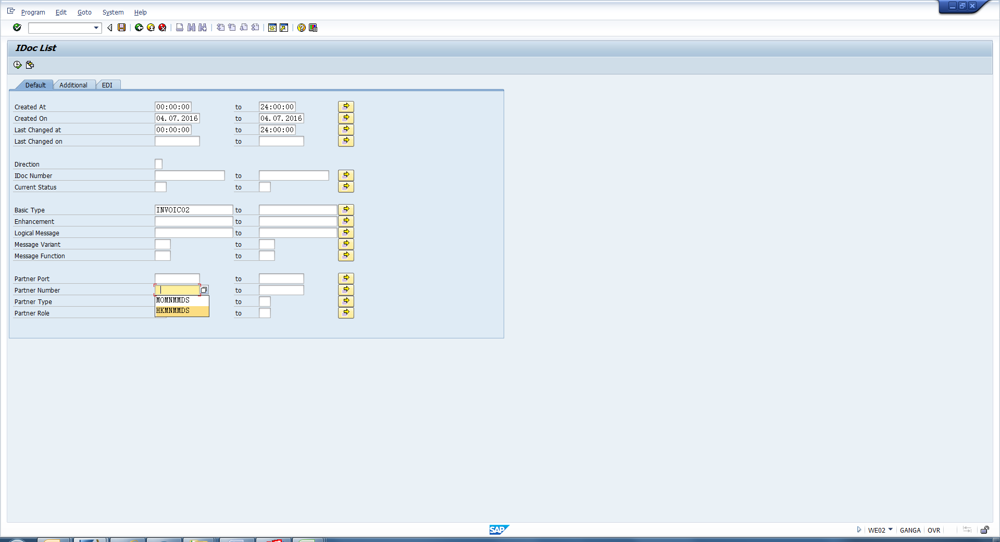 Program Edit Goto System Help
IDoc List
Default Additional EDI
Created At 00:00:00 to 24:00:00
Created On 04.07.2016 to 04.07.2016
Last Changed at 00:00:00 to 24:00:00
Last Changed on to
Direction
IDoc Number to
Current Status to
Basic Type INVOIC02 to
Enhancement to
Logical Message to
Message Variant to
Message Function to
Partner Port to
Partner Number to
MOMNMMDS
Partner Type to
HKMNMMDS
Partner Role to
SAP WE02 GANGA OVR